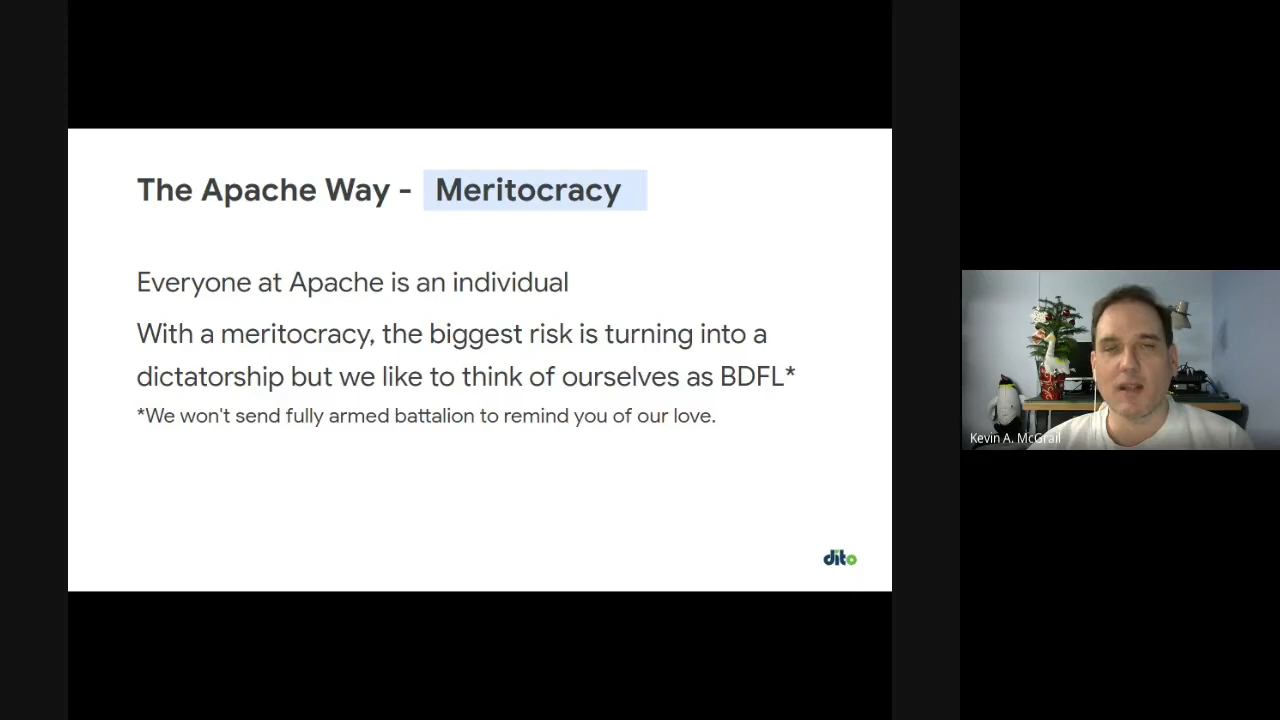 The Apache Way - Meritocracy
Everyone at Apache is an individual
With a meritocracy, the biggest risk is turning into a
dictatorship but we like to think of ourselves as BDFL*
*We won't send fully armed battalion to remind you of our love.
dito
Kevin A. McGrail